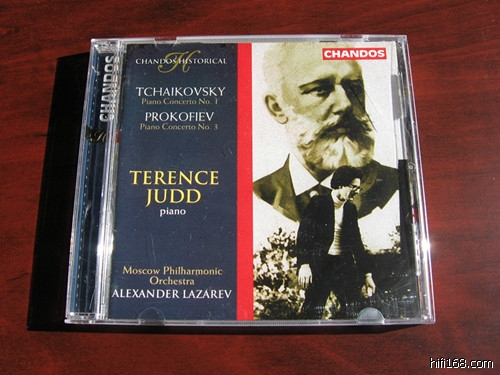 CHANDOS
CHANDOS HISTORICAL
H
CHANDOS
TCHAIKOVSKY
Piano Concerto No. 1
PROKOFIEV
Piano Concerto No. 3
TERENCE
JUDD
piano
Moscow Philharmonic
Orchestra
ALEXANDER LAZAREV
hifi168.com